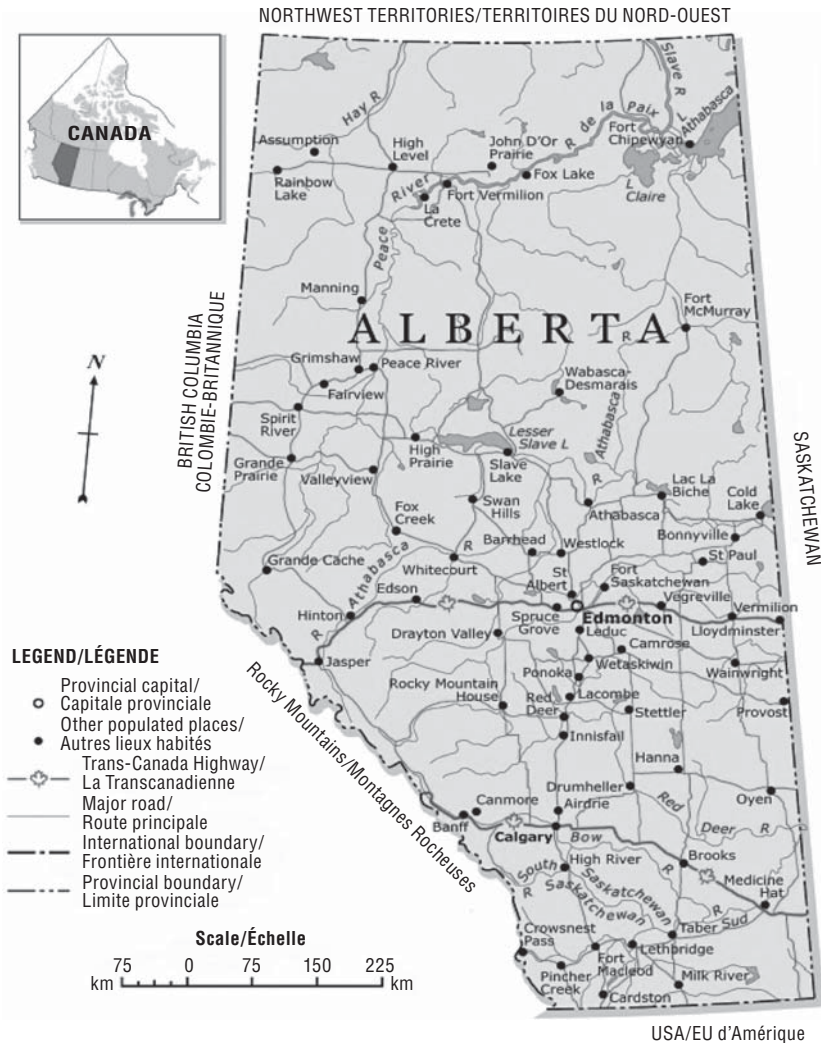 NORTHWEST TERRITORIES/TERRITOIRES DU NORD-OUEST
CANADA
Hay R
Slave R
R de la Paix
L Athabasca
Assumption
High
Level
John D'Or
Prairie
Fort
Chipewyan
Rainbow
Lake
Fox Lake
L
Claire
River
Fort Vermilion
La
Crete
Peace
Manning
Fort
McMurray
ALBERTA
R
BRITISH COLUMBIA
COLOMBIE-BRITANNIQUE
N
Grimshaw
Peace River
Fairview
Wabasca-
Desmarais
Spirit
River
Athabasca
R
High
Prairie
Lesser
Slave L
Slave
Lake
SASKATCHEWAN
Grande
Prairie
Valleyview
Lac La
Biche
Cold
Lake
Swan
Hills
Athabasca
Fox
Creek
Barrhead
Westlock
Bonnyville
St Paul
Grande Cache
Athabasca
R
Whitecourt
St
Albert
Fort
Saskatchewan
Edson
Vegreville
Vermilion
Hinton
Spruce
Grove
Edmonton
Lloydminster
R
Drayton Valley
Leduc
Camrose
Jasper
Wetaskiwin
Wainwright
Ponoka
Rocky Mountain
House
Red
Deer
Lacombe
Stettler
Provost
Innisfail
Rocky Mountains/Montagnes Rocheuses
Hanna
Drumheller
Oyen
Canmore
Airdrie
Red
Deer R
Banff
Calgary
Bow
R
Brooks
High River
South
Saskatchewan
R
Saskatchewan
Medicine
Hat
R
Sud
Taber
Crowsnest
Pass
Fort
Macleod
Lethbridge
Pincher
Creek
Milk River
Cardston
LEGEND/LÉGENDE
Provincial capital/
Capitale provinciale
Other populated places/
Autres lieux habités
Trans-Canada Highway/
La Transcanadienne
Major road/
Route principale
International boundary/
Frontière internationale
Provincial boundary/
Limite provinciale
Scale/Échelle
75 0 75 150 225
km km
USA/EU d'Amérique